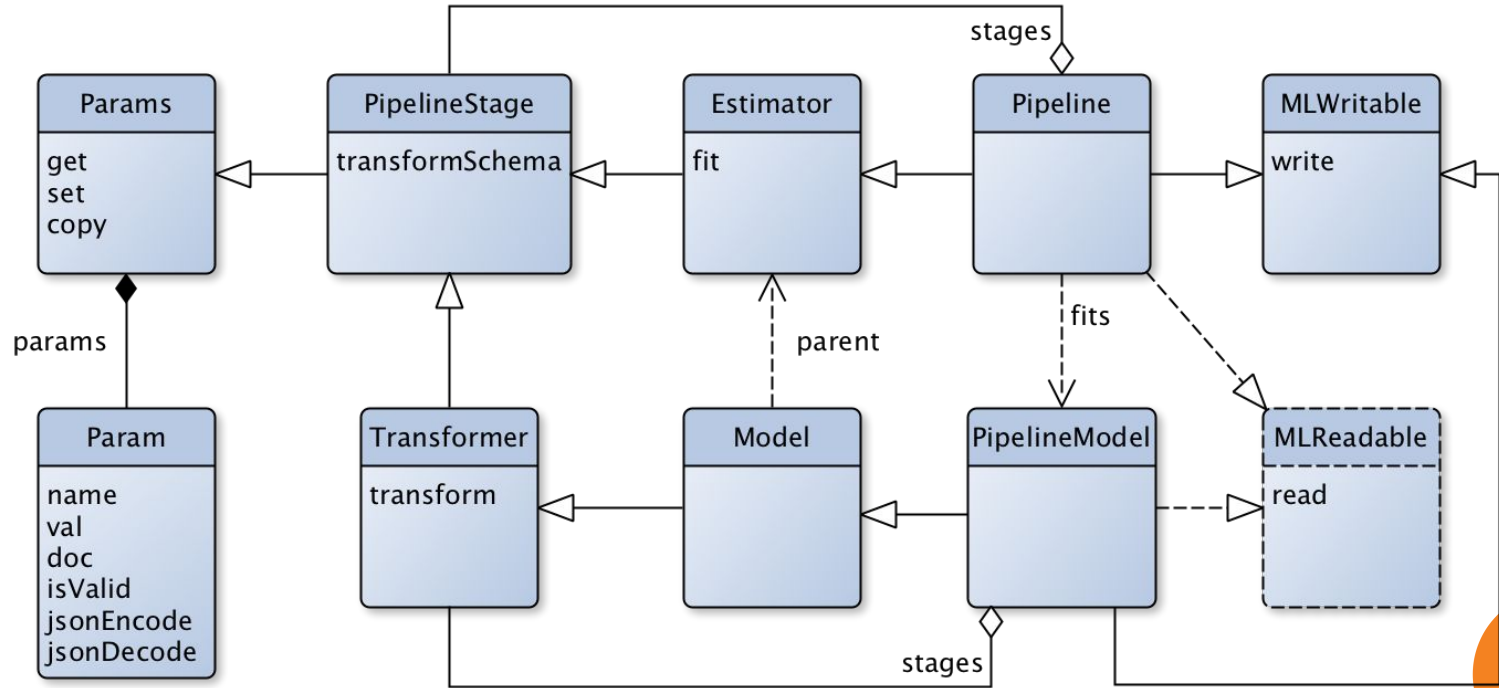 stages
Params
get
set
copy
PipelineStage
transformSchema
Estimator
fit
Pipeline
MLWritable
write
params
parent
fits
Param
name
val
doc
isValid
jsonEncode
jsonDecode
Transformer
transform
Model
PipelineModel
MLReadable
read
stages